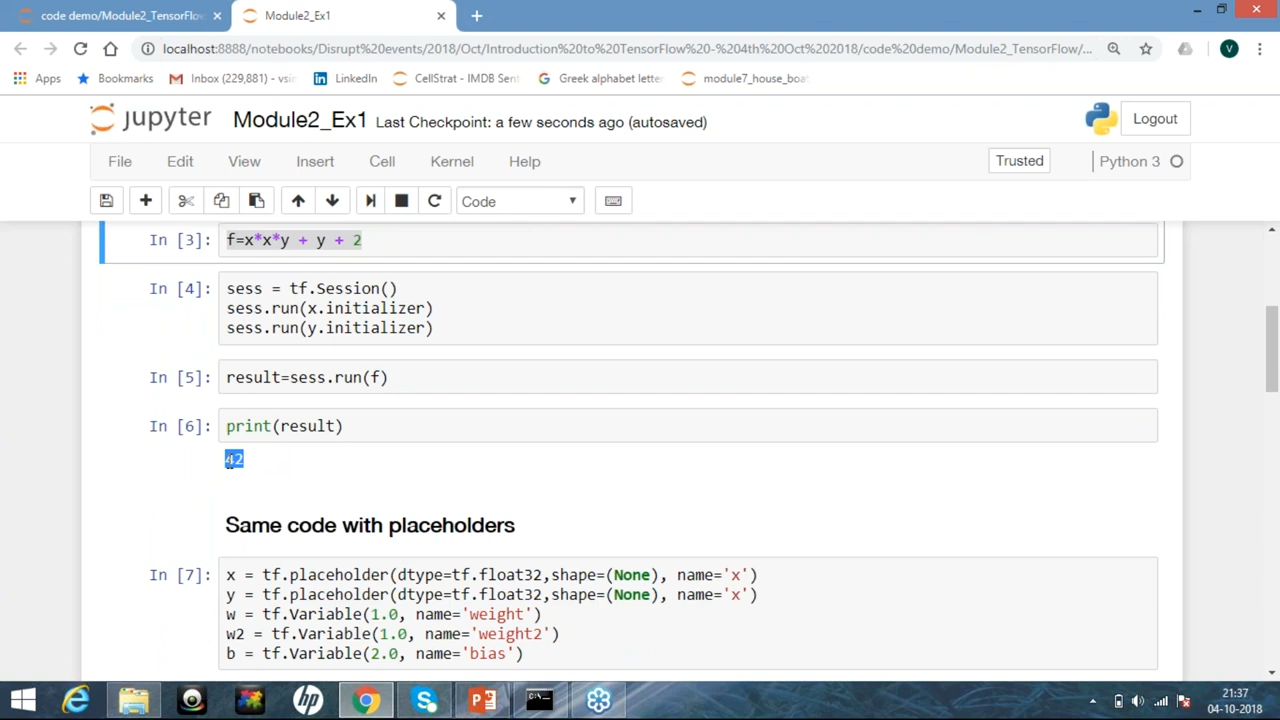 code demo/Module2_TensorFlow
Module2_Ex1
localhost:8888/notebooks/Disrupt%20events/2018/Oct/Introduction%20to%20TensorFlow%20-%204th%20Oct%202018/code%20demo/Module2_TensorFlow/...
V
Apps Bookmarks Inbox (229,881) - vsin LinkedIn CellStrat - IMDB Sent Greek alphabet letter module7_house_boat
jupyter Module2_Ex1 Last Checkpoint: a few seconds ago (autosaved) Logout
File Edit View Insert Cell Kernel Help Trusted Python 3
Code
In [3]: f=x*x*y + y + 2
In [4]: sess = tf.Session()
sess.run(x.initializer)
sess.run(y.initializer)
In [5]: result=sess.run(f)
In [6]: print(result)
42
Same code with placeholders
In [7]: x = tf.placeholder(dtype=tf.float32,shape=(None), name='x')
y = tf.placeholder(dtype=tf.float32,shape=(None), name='x')
w = tf.Variable(1.0, name='weight')
w2 = tf.Variable(1.0, name='weight2')
b = tf.Variable(2.0, name='bias')
21:37
04-10-2018